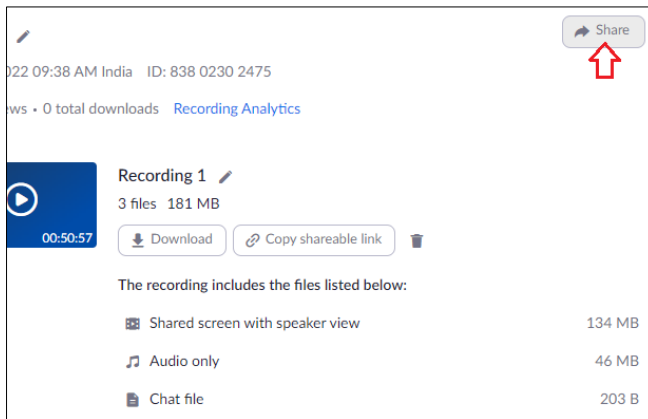 Share
022 09:38 AM India ID: 838 0230 2475
ews • 0 total downloads Recording Analytics
Recording 1
3 files 181 MB
00:50:57
Download Copy shareable link
The recording includes the files listed below:
Shared screen with speaker view 134 MB
Audio only 46 MB
Chat file 203 B